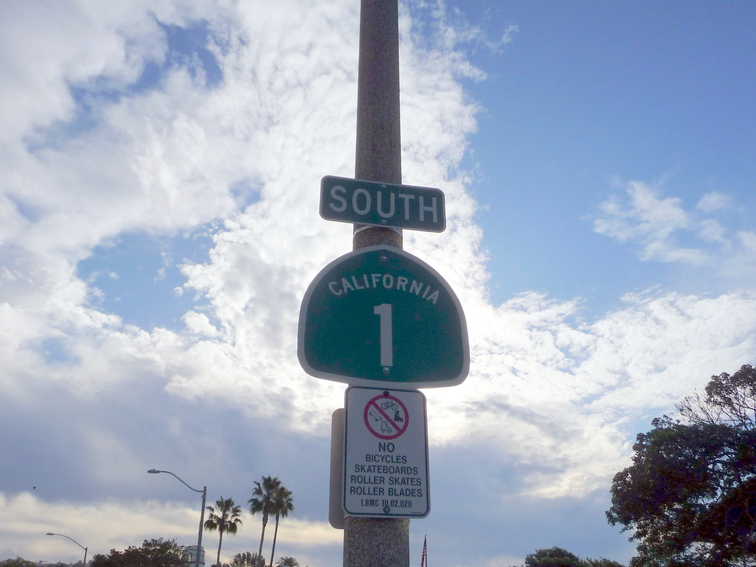 SOUTH
CALIFORNIA
1
NO
BICYCLES
SKATEBOARDS
ROLLER SKATES
ROLLER BLADES
LBMC 10.02.020